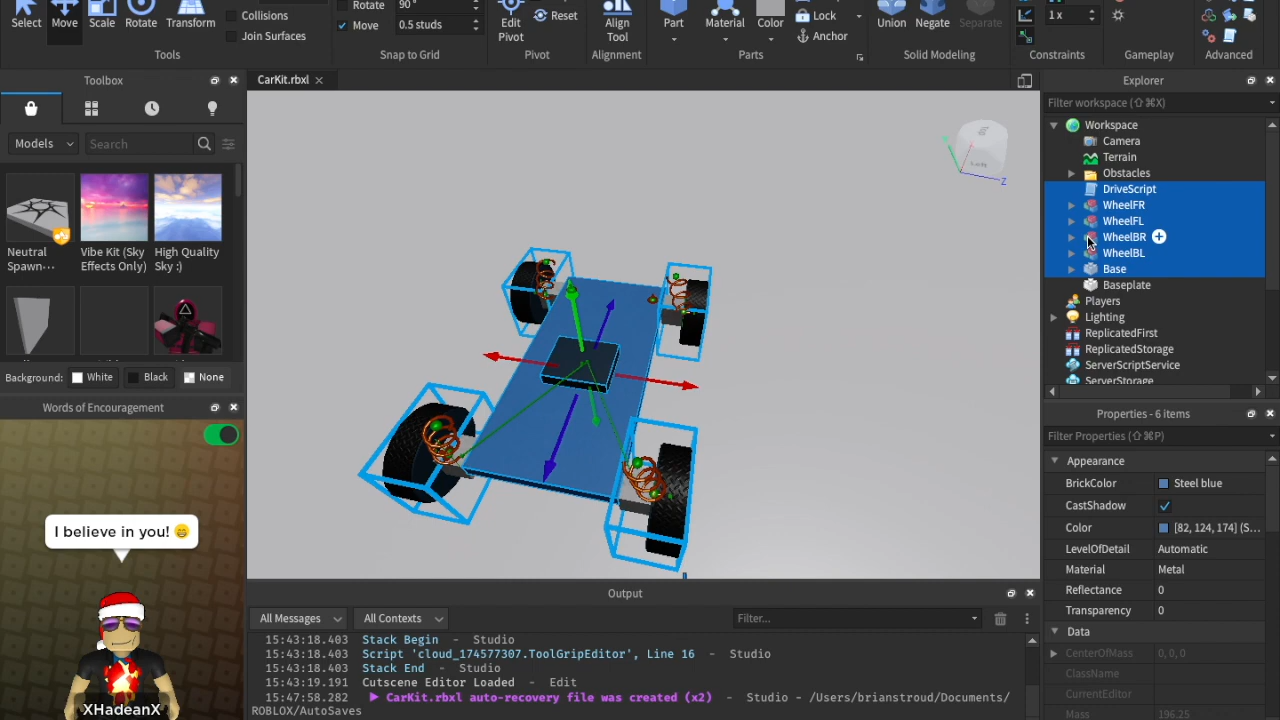 Select
Move
Scale
Rotate
Transform
Collisions
Join Surfaces
Tools
Rotate
90 °
Move
0.5 studs
Snap to Grid
Edit
Pivot
Reset
Pivot
Align
Tool
Alignment
Part
Material
Color
Lock
Anchor
Parts
Union
Negate
Separate
Solid Modeling
1 x
Constraints
Gameplay
Advanced
Toolbox
Models
Search
Neutral
Spawn...
Vibe Kit (Sky
Effects Only)
High Quality
Sky :)
Background:
White
Black
None
Words of Encouragement
I believe in you! 😄
XHadeanX
CarKit.rbxl
Z
Output
All Messages
All Contexts
Filter...
15:43:18.403 Stack Begin - Studio
15:43:18.403 Script 'cloud_174577307.ToolGripEditor', Line 16 - Studio
15:43:18.403 Stack End - Studio
15:43:19.191 Cutscene Editor Loaded - Edit
15:47:58.282 ▶ CarKit.rbxl auto-recovery file was created (x2) - Studio - /Users/brianstroud/Documents/
ROBLOX/AutoSaves
Explorer
Filter workspace (⇧⌘X)
Workspace
Camera
Terrain
Obstacles
DriveScript
WheelFR
WheelFL
WheelBR
WheelBL
Base
Baseplate
Players
Lighting
ReplicatedFirst
ReplicatedStorage
ServerScriptService
ServerStorage
Properties - 6 items
Filter Properties (⇧⌘P)
Appearance
BrickColor Steel blue
CastShadow
Color [82, 124, 174] (S...
LevelOfDetail Automatic
Material Metal
Reflectance 0
Transparency 0
Data
CenterOfMass 0, 0, 0
ClassName
CurrentEditor
Mass 196.25